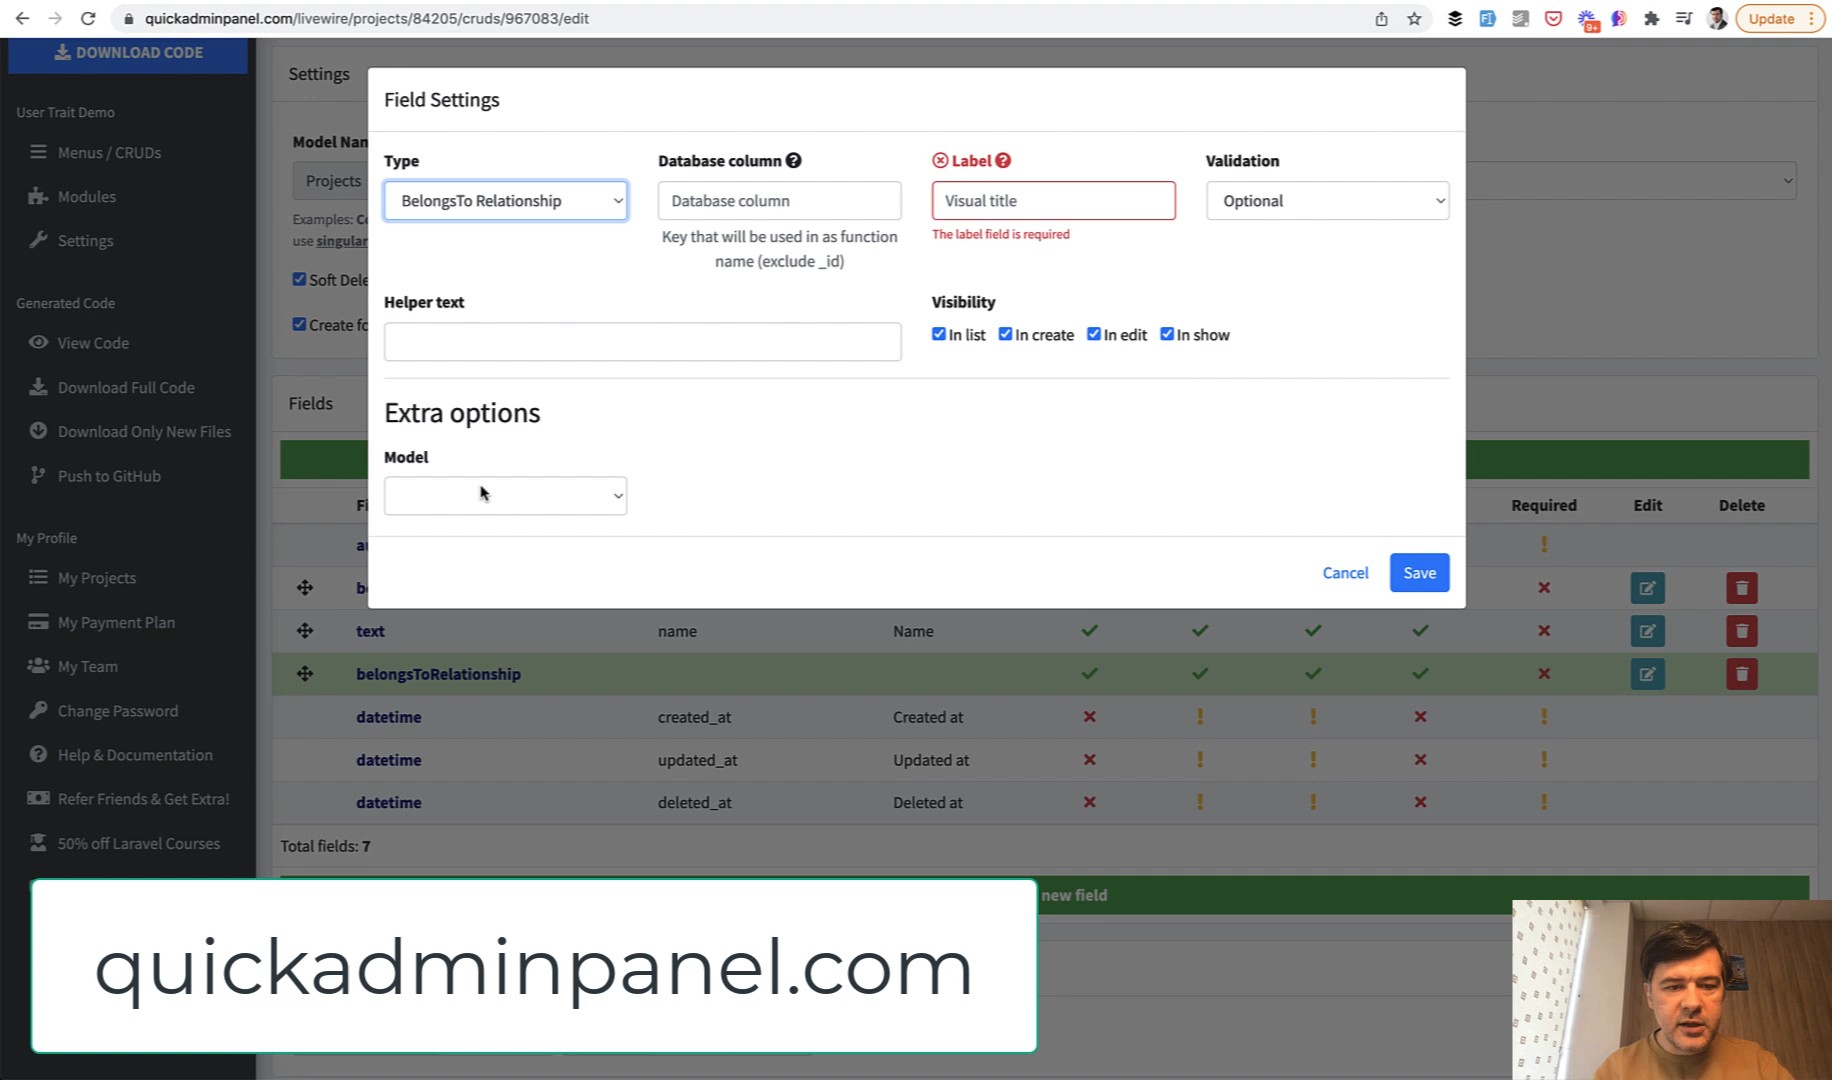 quickadminpanel.com/livewire/projects/84205/cruds/967083/edit
9+
Update
DOWNLOAD CODE
User Trait Demo
Menus / CRUDs
Modules
Settings
Generated Code
View Code
Download Full Code
Download Only New Files
Push to GitHub
My Profile
My Projects
My Payment Plan
My Team
Change Password
Help & Documentation
Refer Friends & Get Extra!
50% off Laravel Courses
Settings
Model Nam
Projects
Examples:
use singular
Soft Dele
Create fo
Field Settings
Type
Database column
Label
Validation
BelongsTo Relationship
Database column
Visual title
Optional
Key that will be used in as function
name (exclude _id)
The label field is required
Helper text
Visibility
In list
In create
In edit
In show
Extra options
Model
Cancel
Save
Fields
Required
Edit
Delete
text
name
Name
belongsToRelationship
datetime
created_at
Created at
datetime
updated_at
Updated at
datetime
deleted_at
Deleted at
Total fields: 7
new field
quickadminpanel.com